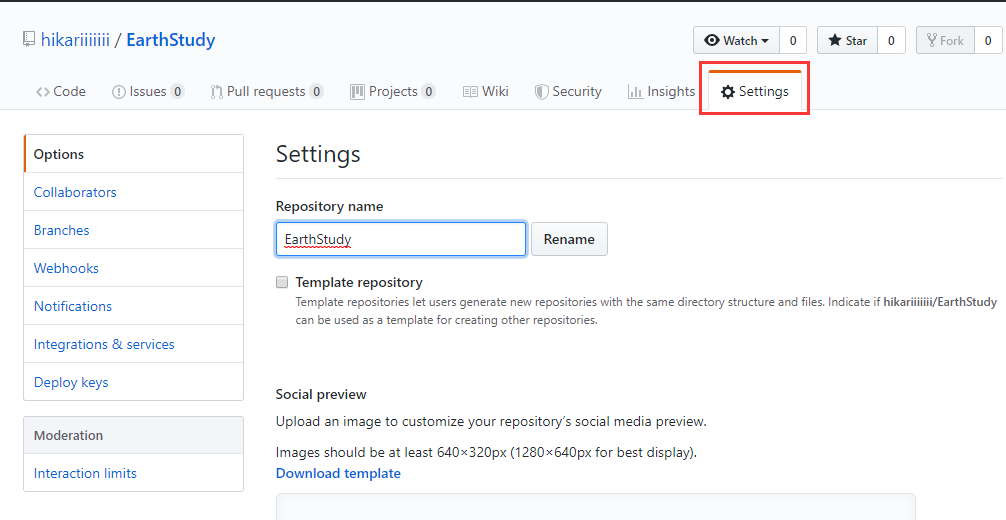 hikariiiiiii / EarthStudy
Watch 0 Star 0 Fork 0
Code Issues 0 Pull requests 0 Projects 0 Wiki Security Insights Settings
Options
Collaborators
Branches
Webhooks
Notifications
Integrations & services
Deploy keys
Moderation
Interaction limits
Settings
Repository name
EarthStudy Rename
Template repository
Template repositories let users generate new repositories with the same directory structure and files. Indicate if hikariiiiiii/EarthStudy
can be used as a template for creating other repositories.
Social preview
Upload an image to customize your repository’s social media preview.
Images should be at least 640×320px (1280×640px for best display).
Download template